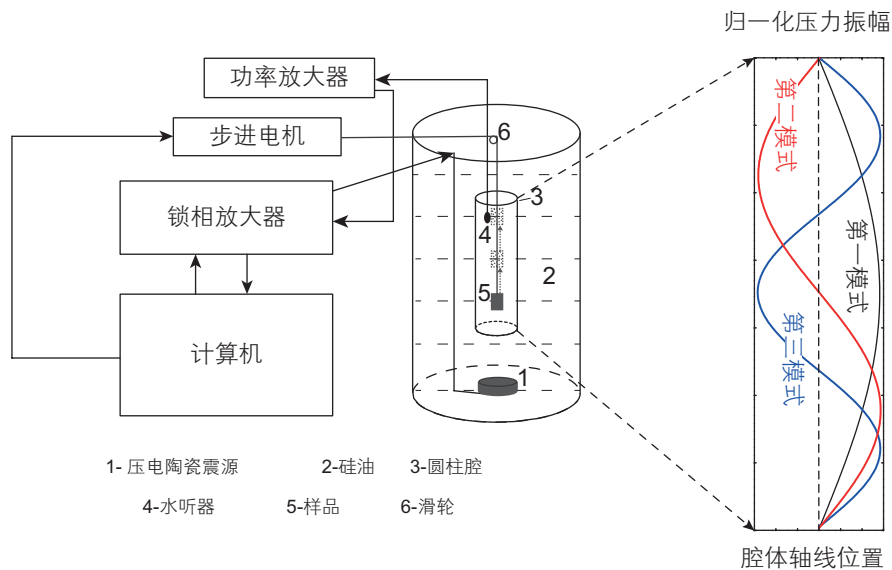 归一化压力振幅
功率放大器
步进电机
6
锁相放大器
3
4
2
5
计算机
1
第二模式
第一模式
第三模式
1- 压电陶瓷震源 2-硅油 3-圆柱腔
4-水听器 5-样品 6-滑轮
腔体轴线位置